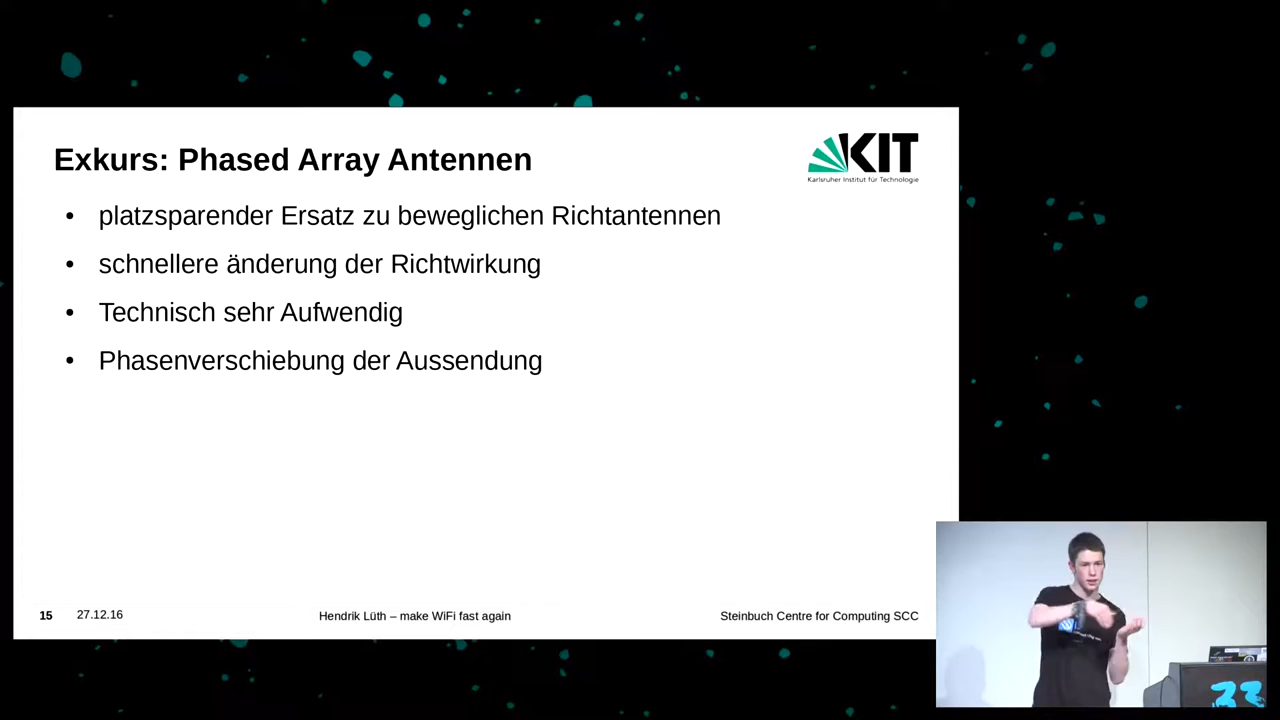 Exkurs: Phased Array Antennen
KIT
Karlsruher Institut für Technologie
• platzsparender Ersatz zu beweglichen Richtantennen
• schnellere änderung der Richtwirkung
• Technisch sehr Aufwendig
• Phasenverschiebung der Aussendung
15 27.12.16 Hendrik Lüth – make WiFi fast again Steinbuch Centre for Computing SCC
33